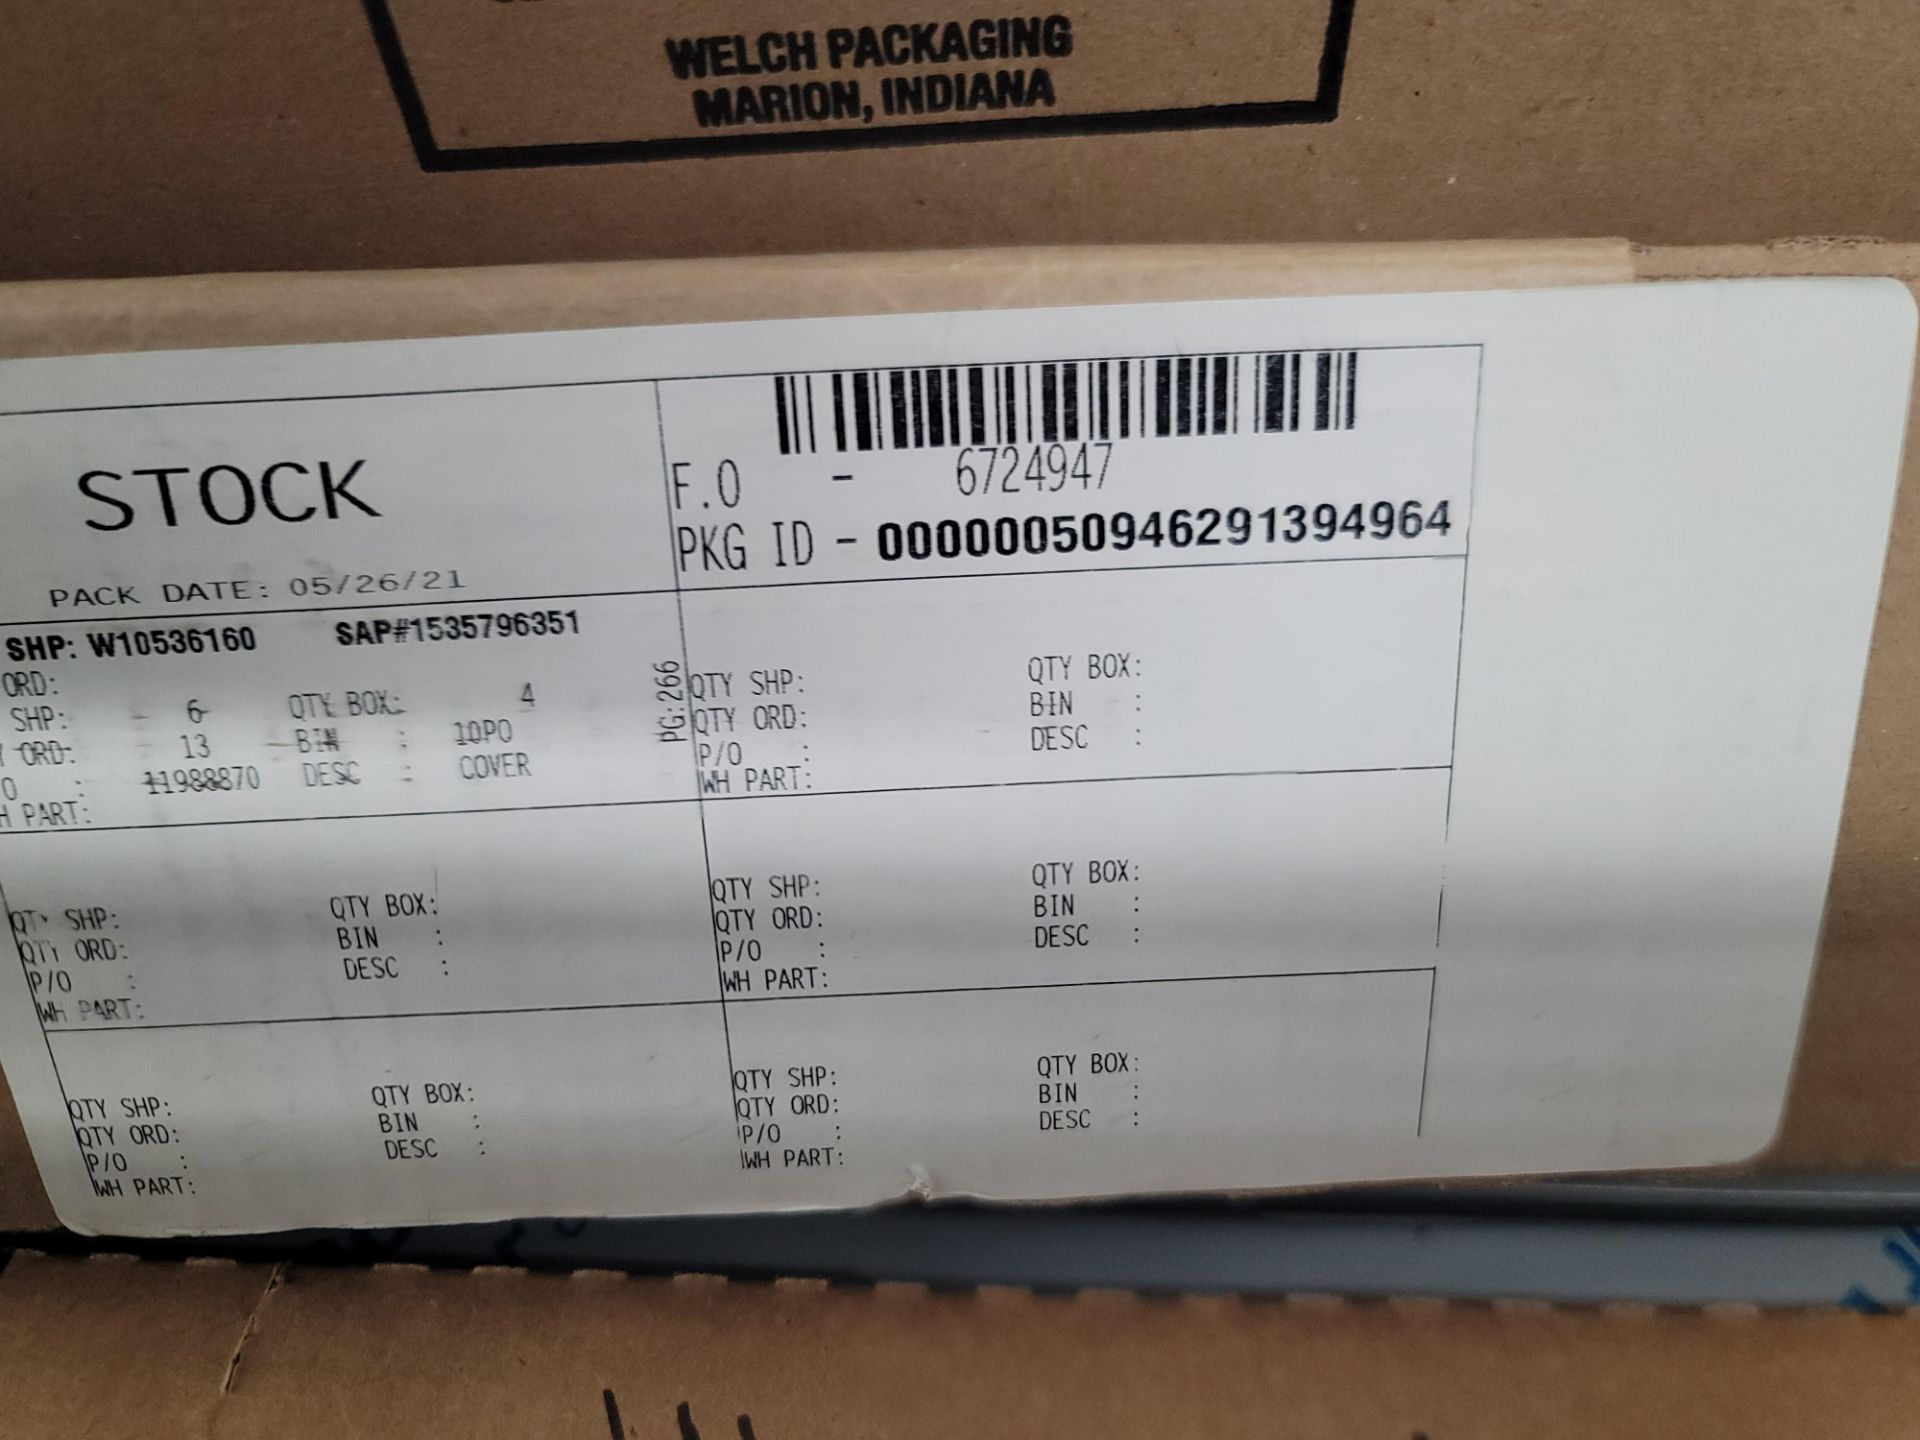 WELCH PACKAGING
MARION, INDIANA
STOCK
PACK DATE: 05/26/21
F.O - 6724947
PKG ID - 00000050946291394964
SHP: W10536160 SAP#1535796351
ORD:
SHP: - 6 QTY BOX: 4
ORD: 13 BIN : 10PO
O : 11988870 DESC : COVER
H PART:
PG:266
QTY SHP: QTY BOX:
QTY ORD: BIN :
P/O : DESC :
WH PART:
QTY SHP: QTY BOX:
QTY ORD: BIN :
P/O : DESC :
WH PART:
QTY SHP: QTY BOX:
QTY ORD: BIN :
P/O : DESC :
WH PART:
QTY SHP: QTY BOX:
QTY ORD: BIN :
P/O : DESC :
WH PART:
QTY SHP: QTY BOX:
QTY ORD: BIN :
P/O : DESC :
WH PART: